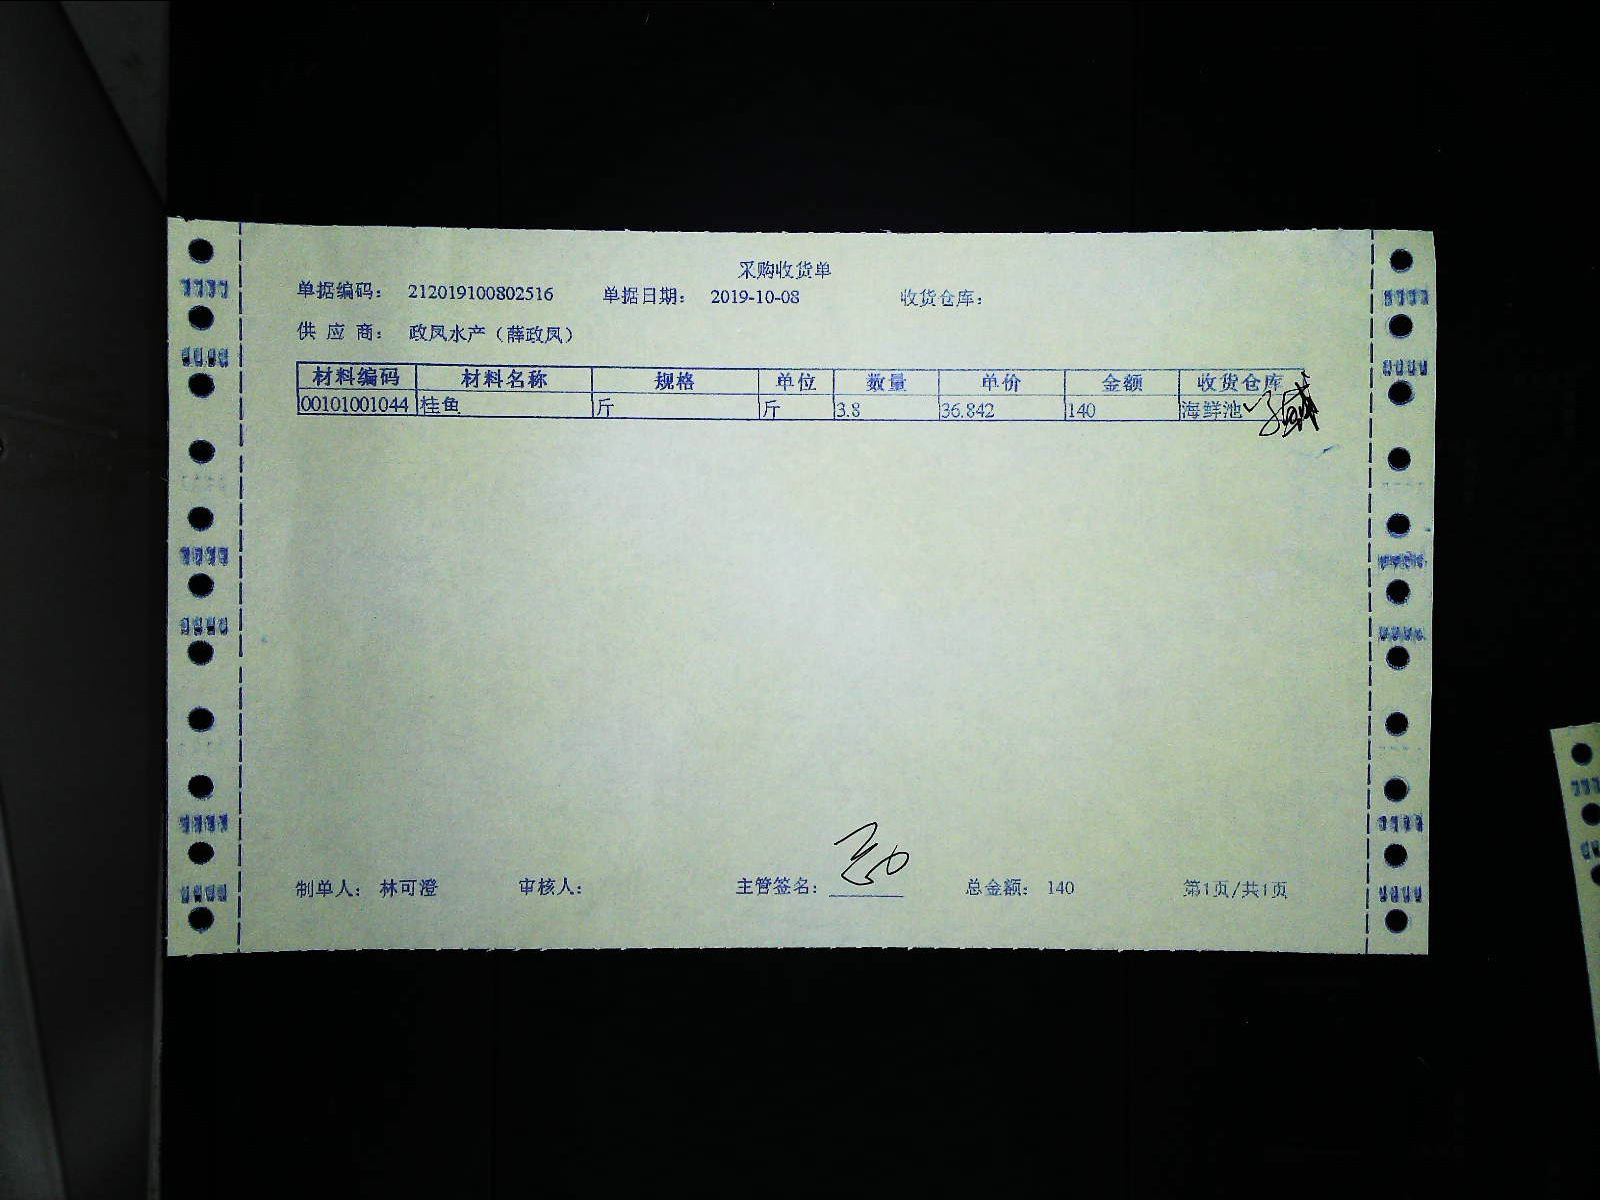 采购收货单
单据编码： 212019100802516 单据日期： 2019-10-08 收货仓库：
供 应 商： 政凤水产（薛政凤）
材料编码 材料名称 规格 单位 数量 单价 金额 收货仓库
00101001044 桂鱼 斤 斤 3.8 36.842 140 海鲜池
制单人： 林可澄 审核人： 主管签名： 总金额： 140 第1页/共1页